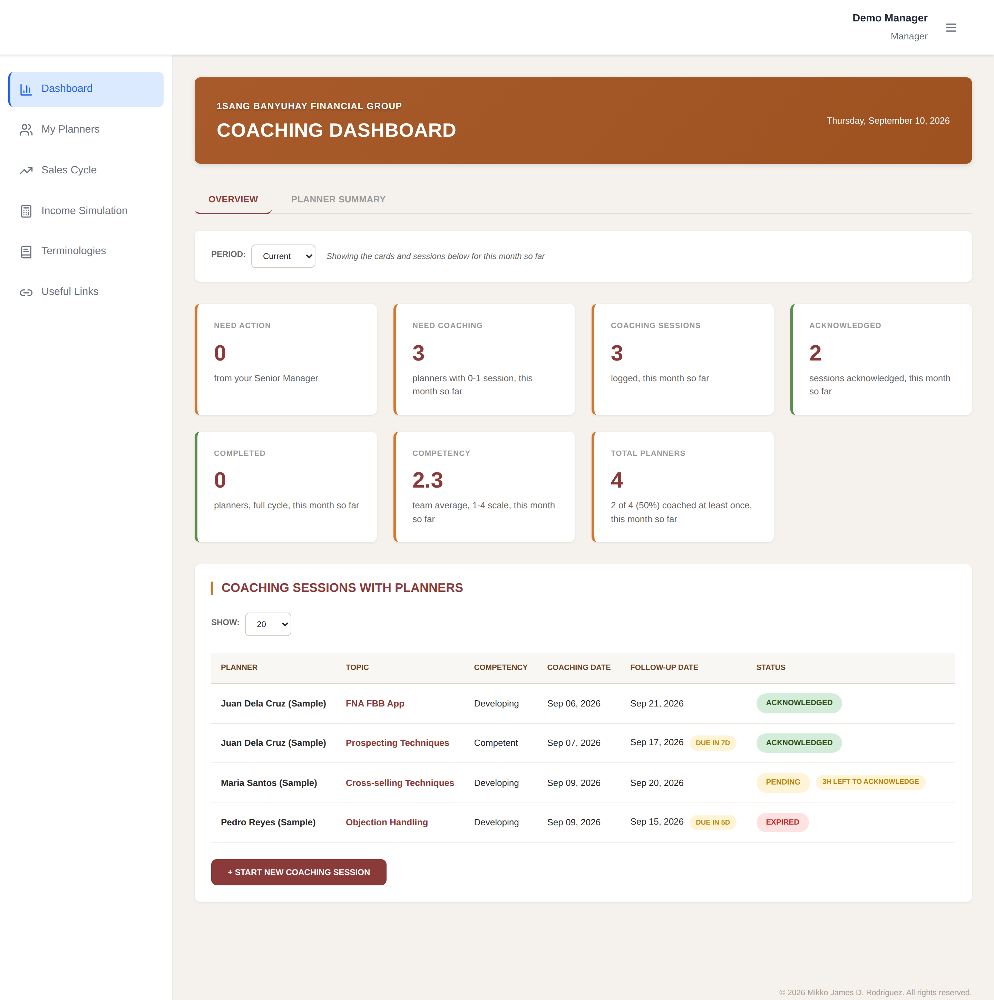 Demo Manager
Manager
Dashboard
My Planners
Sales Cycle
Income Simulation
Terminologies
Useful Links
1SANG BANYUHAY FINANCIAL GROUP
COACHING DASHBOARD
Thursday, September 10, 2026
OVERVIEW PLANNER SUMMARY
PERIOD: Current Showing the cards and sessions below for this month so far
NEED ACTION
0
from your Senior Manager
NEED COACHING
3
planners with 0-1 session, this
month so far
COACHING SESSIONS
3
logged, this month so far
ACKNOWLEDGED
2
sessions acknowledged, this month
so far
COMPLETED
0
planners, full cycle, this month so far
COMPETENCY
2.3
team average, 1-4 scale, this month
so far
TOTAL PLANNERS
4
2 of 4 (50%) coached at least once,
this month so far
COACHING SESSIONS WITH PLANNERS
SHOW: 20
PLANNER TOPIC COMPETENCY COACHING DATE FOLLOW-UP DATE STATUS
Juan Dela Cruz (Sample) FNA FBB App Developing Sep 06, 2026 Sep 21, 2026 ACKNOWLEDGED
Juan Dela Cruz (Sample) Prospecting Techniques Competent Sep 07, 2026 Sep 17, 2026 DUE IN 7D ACKNOWLEDGED
Maria Santos (Sample) Cross-selling Techniques Developing Sep 09, 2026 Sep 20, 2026 PENDING 3H LEFT TO ACKNOWLEDGE
Pedro Reyes (Sample) Objection Handling Developing Sep 09, 2026 Sep 15, 2026 DUE IN 5D EXPIRED
+ START NEW COACHING SESSION
© 2026 Mikko James D. Rodriguez. All rights reserved.